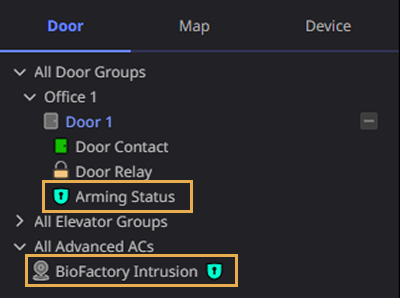 Door Map Device
All Door Groups
Office 1
Door 1
Door Contact
Door Relay
Arming Status
All Elevator Groups
All Advanced ACs
BioFactory Intrusion